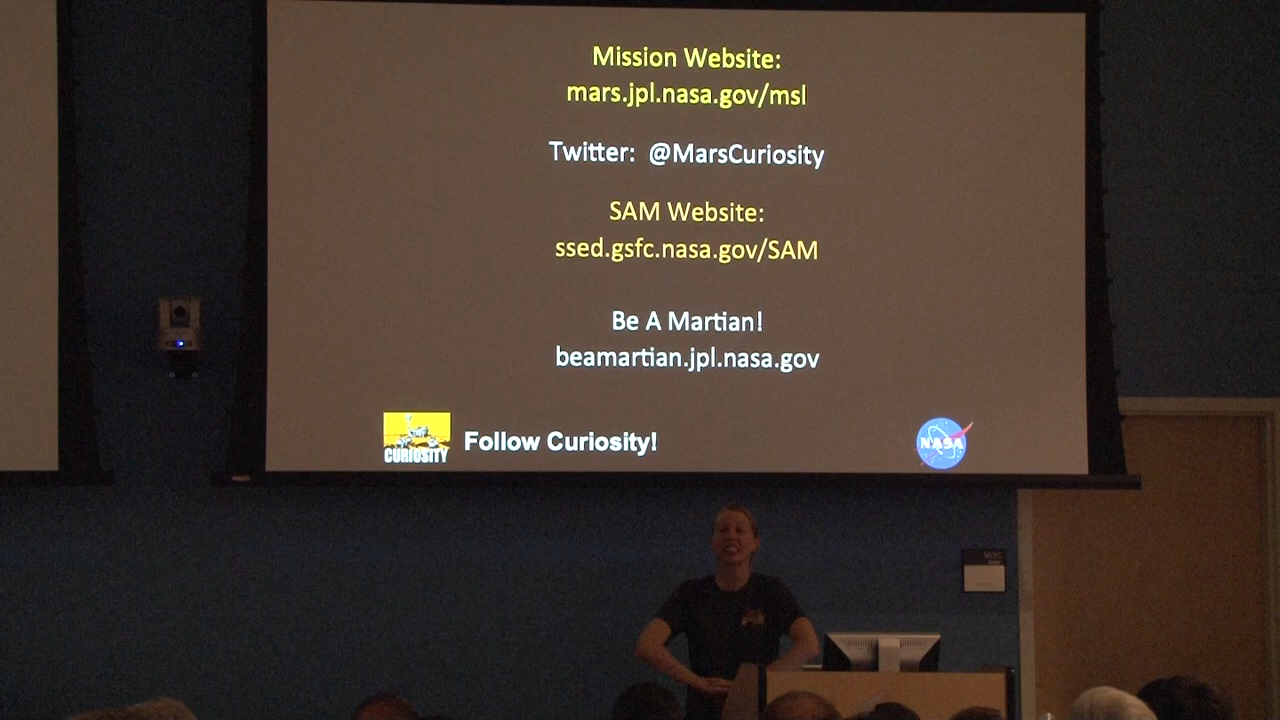 Mission Website:
mars.jpl.nasa.gov/msl
Twitter: @MarsCuriosity
SAM Website:
ssed.gsfc.nasa.gov/SAM
Be A Martian!
beamartian.jpl.nasa.gov
CURIOSITY
Follow Curiosity!
NASA